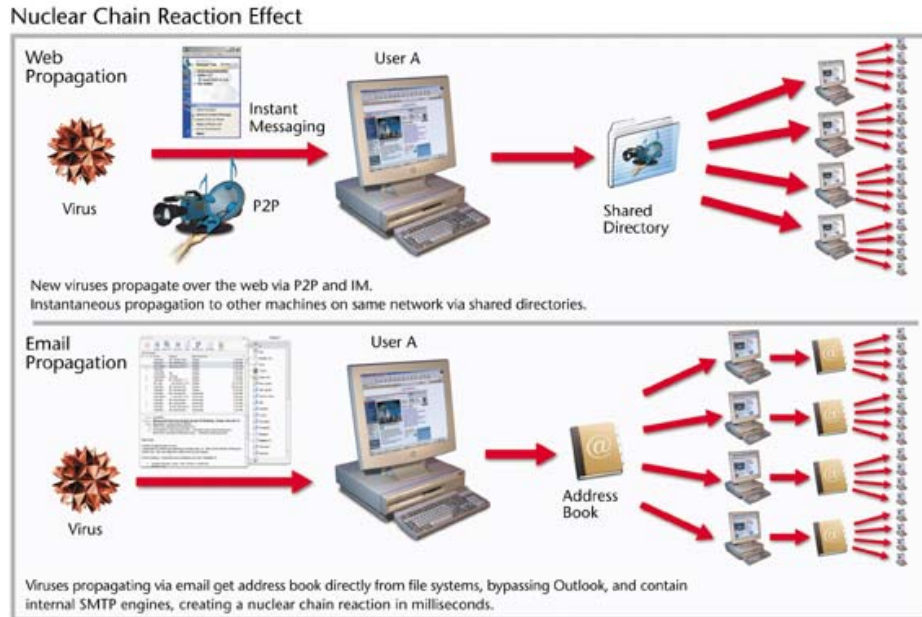 Nuclear Chain Reaction Effect
Web
Propagation
User A
Instant
Messaging
Virus
P2P
Shared
Directory
New viruses propagate over the web via P2P and IM.
Instantaneous propagation to other machines on same network via shared directories.
Email
Propagation
User A
@
@
@
@
@
Virus
Address
Book
Viruses propagating via email get address book directly from file systems, bypassing Outlook, and contain
internal SMTP engines, creating a nuclear chain reaction in milliseconds.